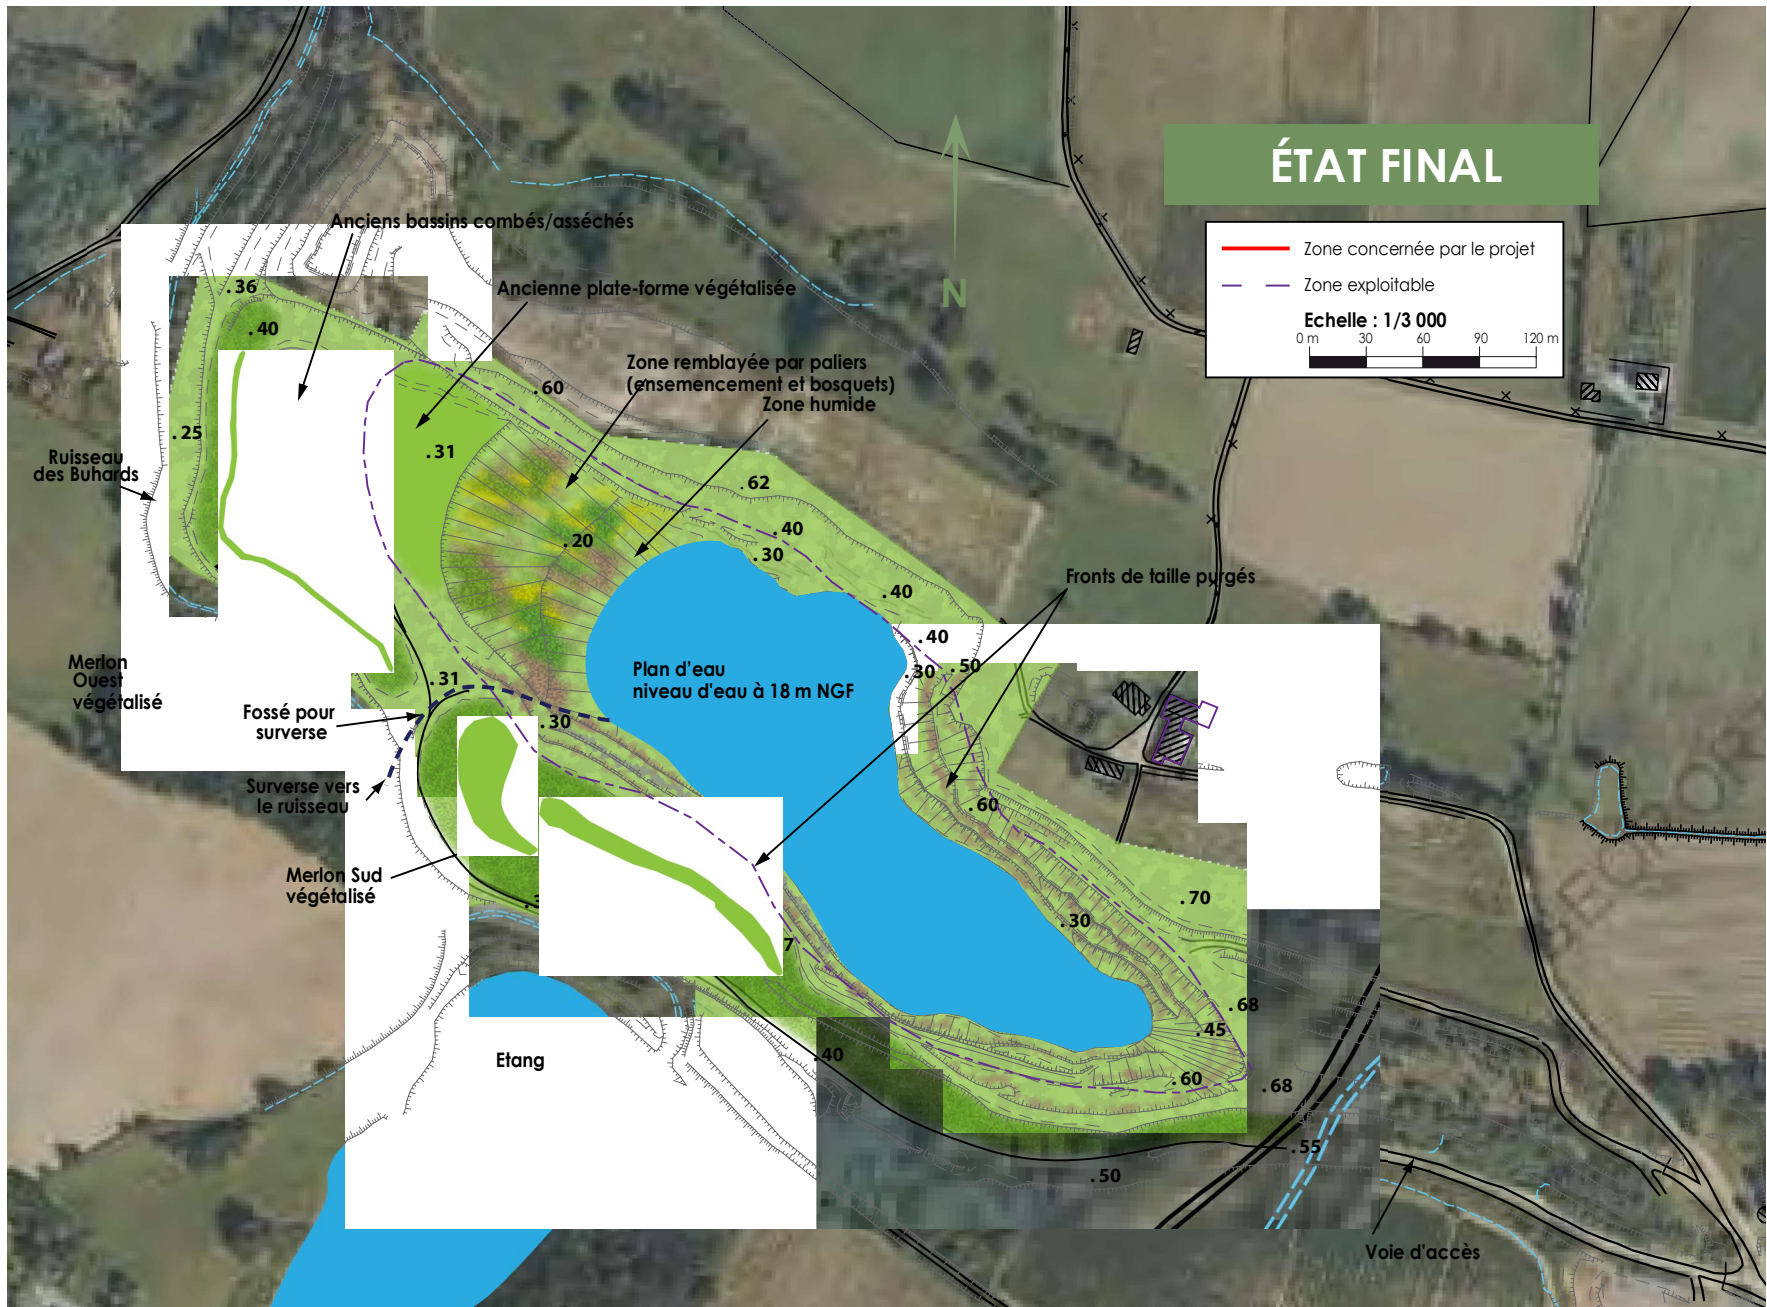 ÉTAT FINAL
Zone concernée par le projet
Zone exploitable
Echelle : 1/3 000
0 m 30 60 90 120 m
N
Anciens bassins combés/asséchés
Ancienne plate-forme végétalisée
Zone remblayée par paliers
(ensemencement et bosquets)
Zone humide
.36
.40
.60
.25
.31
Ruisseau
des Buhards
.62
.40
.30
.20
.40
Fronts de taille purgés
.40
.50
.30
Merlon
Ouest
végétalisé
.31
Plan d'eau
niveau d'eau à 18 m NGF
Fossé pour
surverse
.30
Surverse vers
le ruisseau
.60
Merlon Sud
végétalisé
.70
.30
7
.68
.45
.40
Etang
.60
.68
.55
.50
Voie d'accès